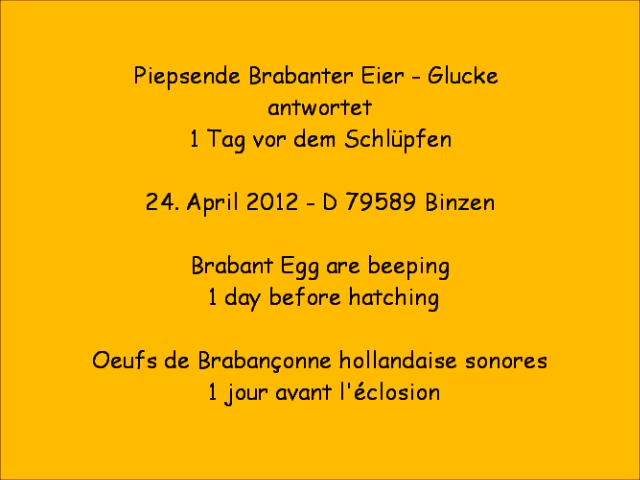 Piepsende Brabanter Eier - Glucke
antwortet
1 Tag vor dem Schlüpfen
24. April 2012 - D 79589 Binzen
Brabant Egg are beeping
1 day before hatching
Oeufs de Brabançonne hollandaise sonores
1 jour avant l'éclosion